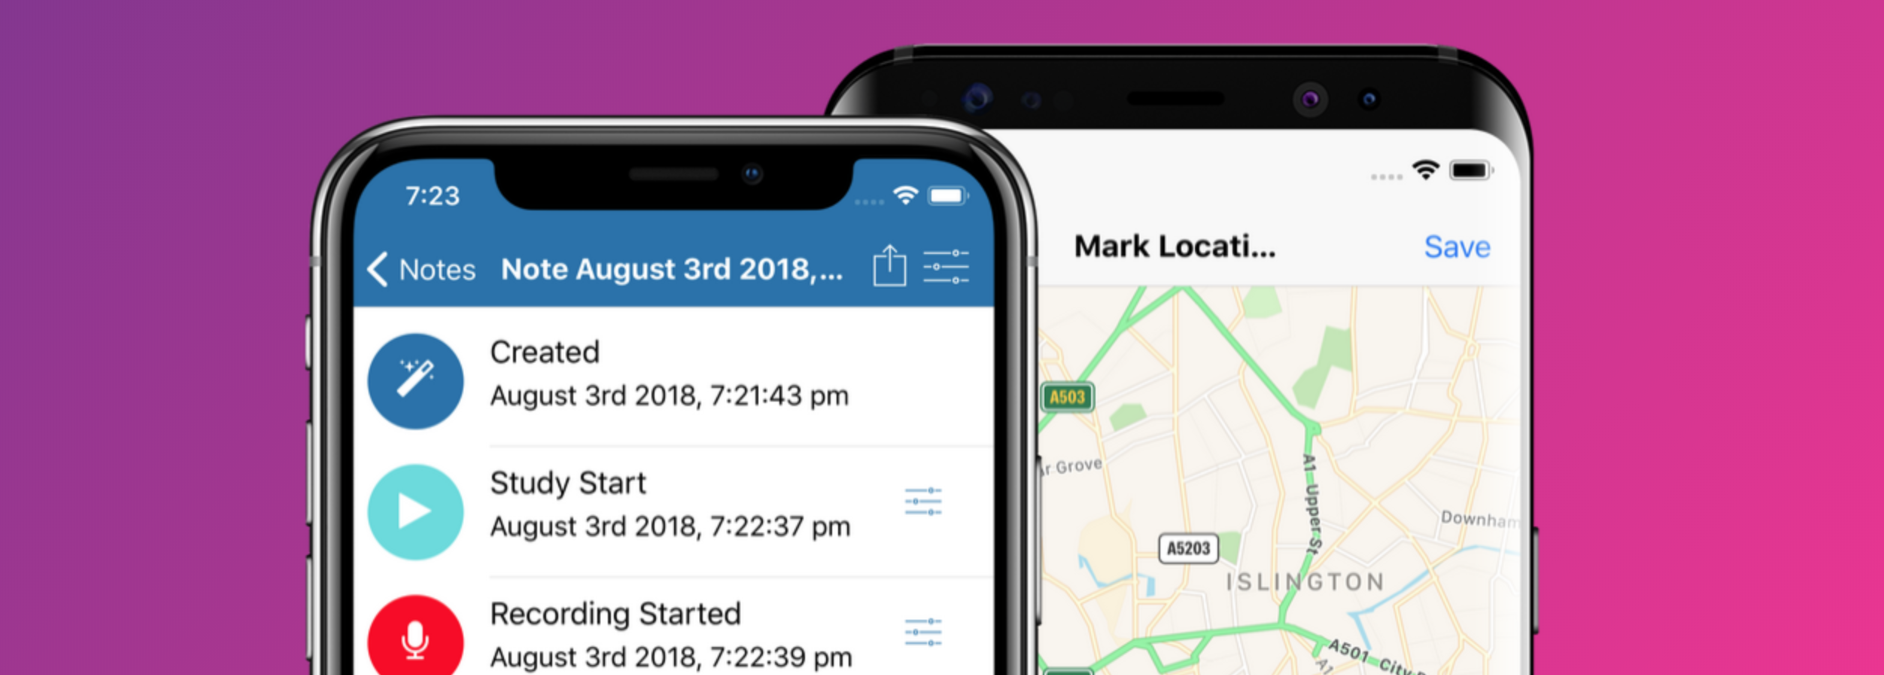 7:23
Notes
Note August 3rd 2018,...
Created
August 3rd 2018, 7:21:43 pm
Study Start
August 3rd 2018, 7:22:37 pm
Recording Started
August 3rd 2018, 7:22:39 pm
Mark Locati...
Save
A503
Grove
A1 Upper St
Downham
A5203
ISLINGTON
A501 City
A1